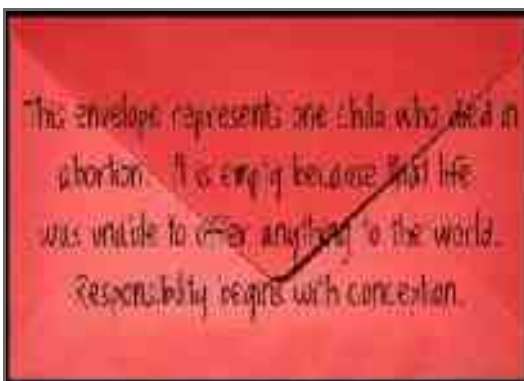 This envelope represents one child who died in
abortion. It is empty because that life
was unable to offer anything to the world.
Responsibility begins with conception.